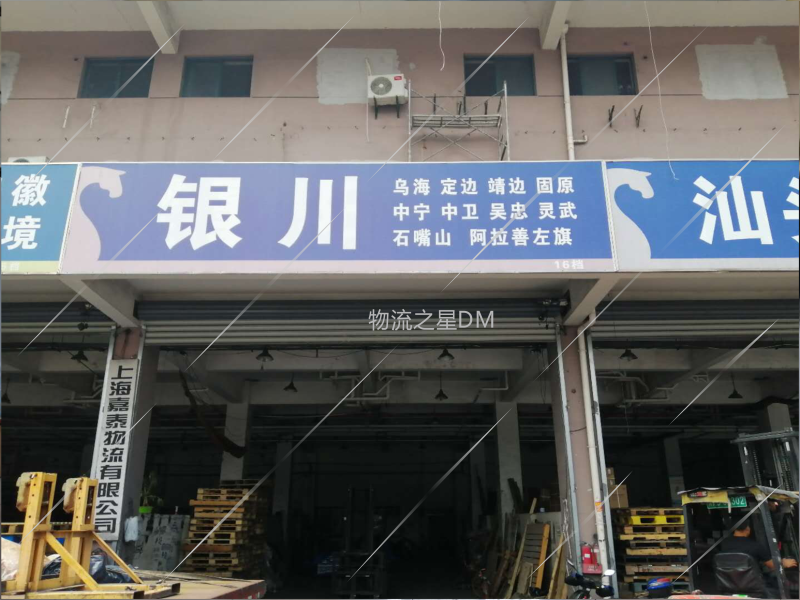 徽
境
银川
乌海 定边 靖边 固原
中宁 中卫 吴忠 灵武
石嘴山 阿拉善左旗
16档
汕
物流之星DM
上海嘉泰物流有限公司